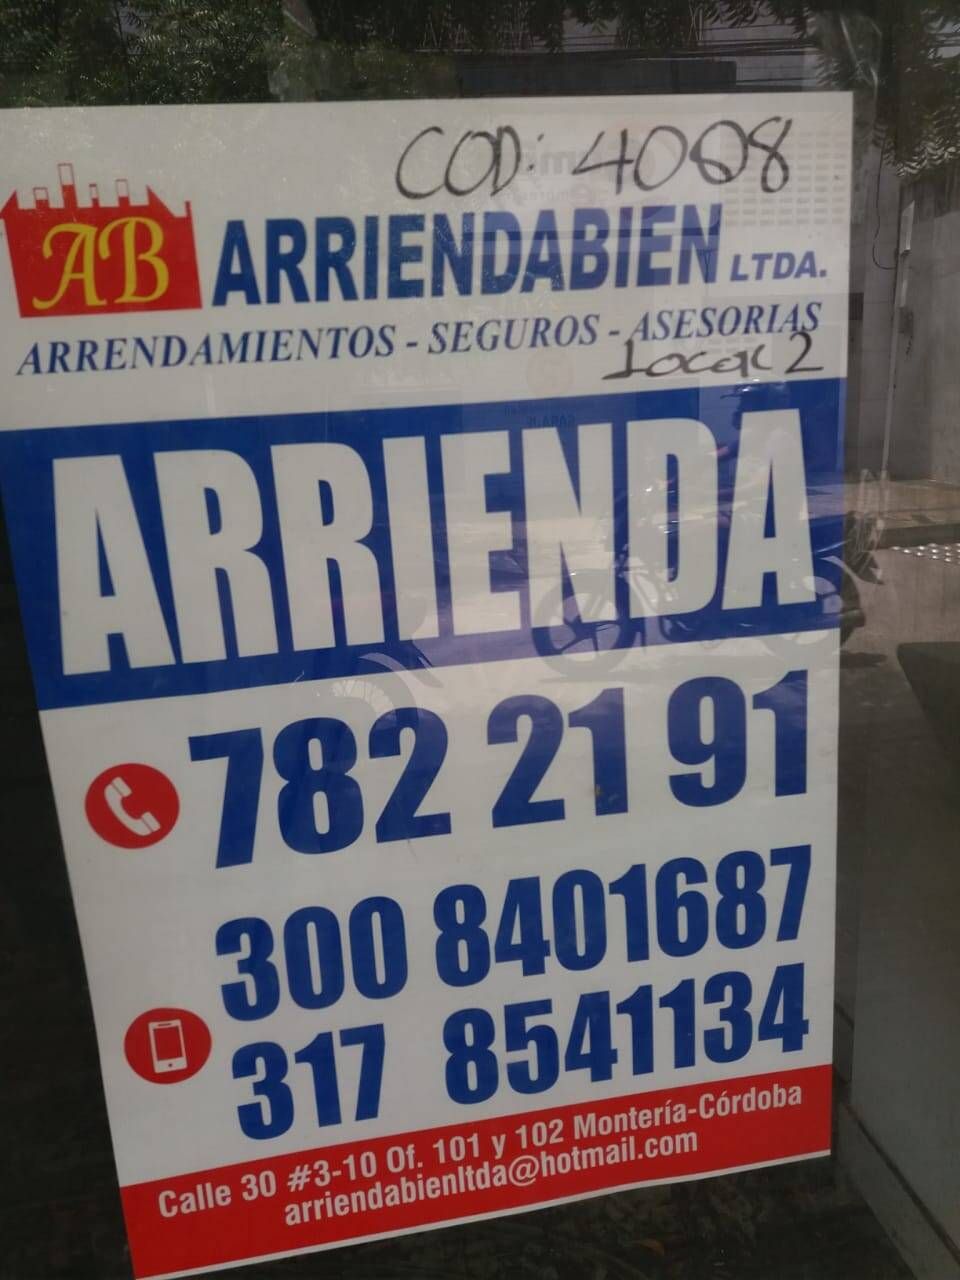 COD: 4008
AB
ARRIENDABIEN LTDA.
ARRENDAMIENTOS - SEGUROS - ASESORIAS
Local 2
ARRIENDA
782 21 91
300 8401687
317 8541134
Calle 30 #3-10 Of. 101 y 102 Montería-Córdoba
arriendabienltda@hotmail.com